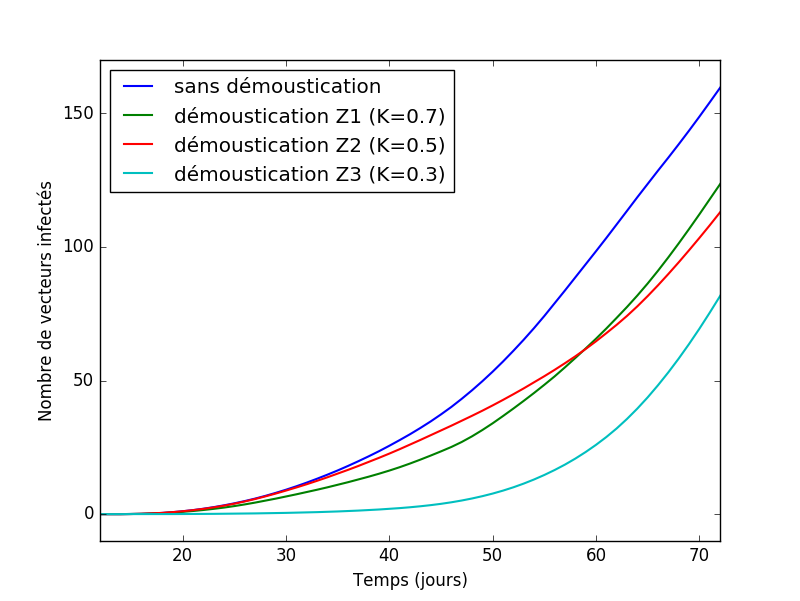 sans démoustication
démoustication Z1 (K=0.7)
démoustication Z2 (K=0.5)
démoustication Z3 (K=0.3)
Nombre de vecteurs infectés
150
100
50
0
20 30 40 50 60 70
Temps (jours)